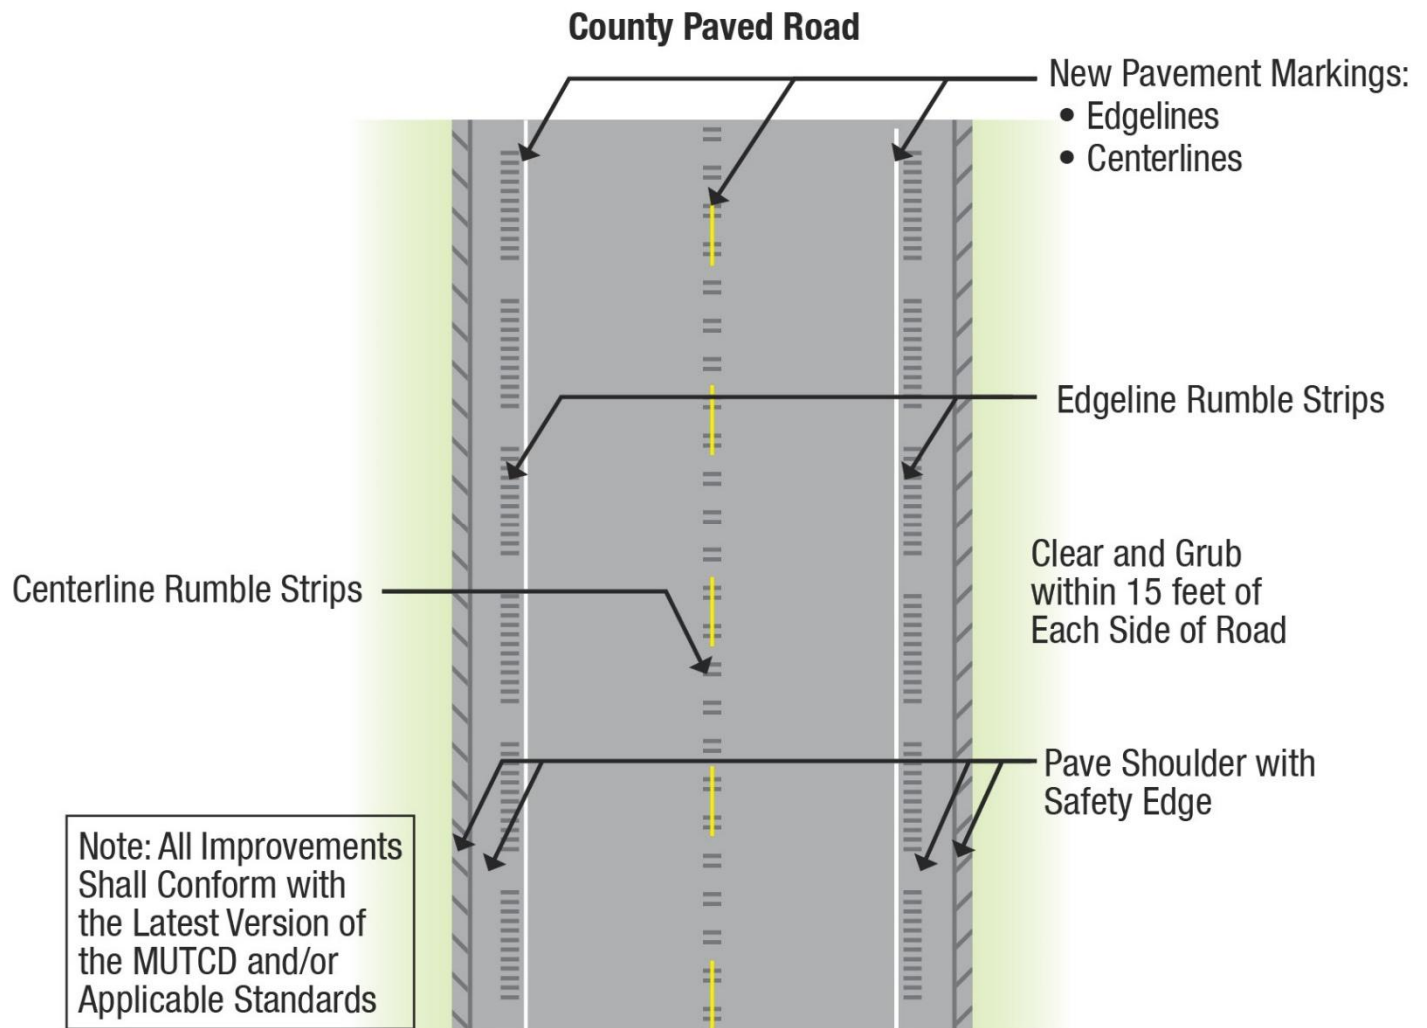 County Paved Road
New Pavement Markings:
• Edgelines
• Centerlines
Edgeline Rumble Strips
Clear and Grub
within 15 feet of
Each Side of Road
Centerline Rumble Strips
Pave Shoulder with
Safety Edge
Note: All Improvements
Shall Conform with
the Latest Version of
the MUTCD and/or
Applicable Standards